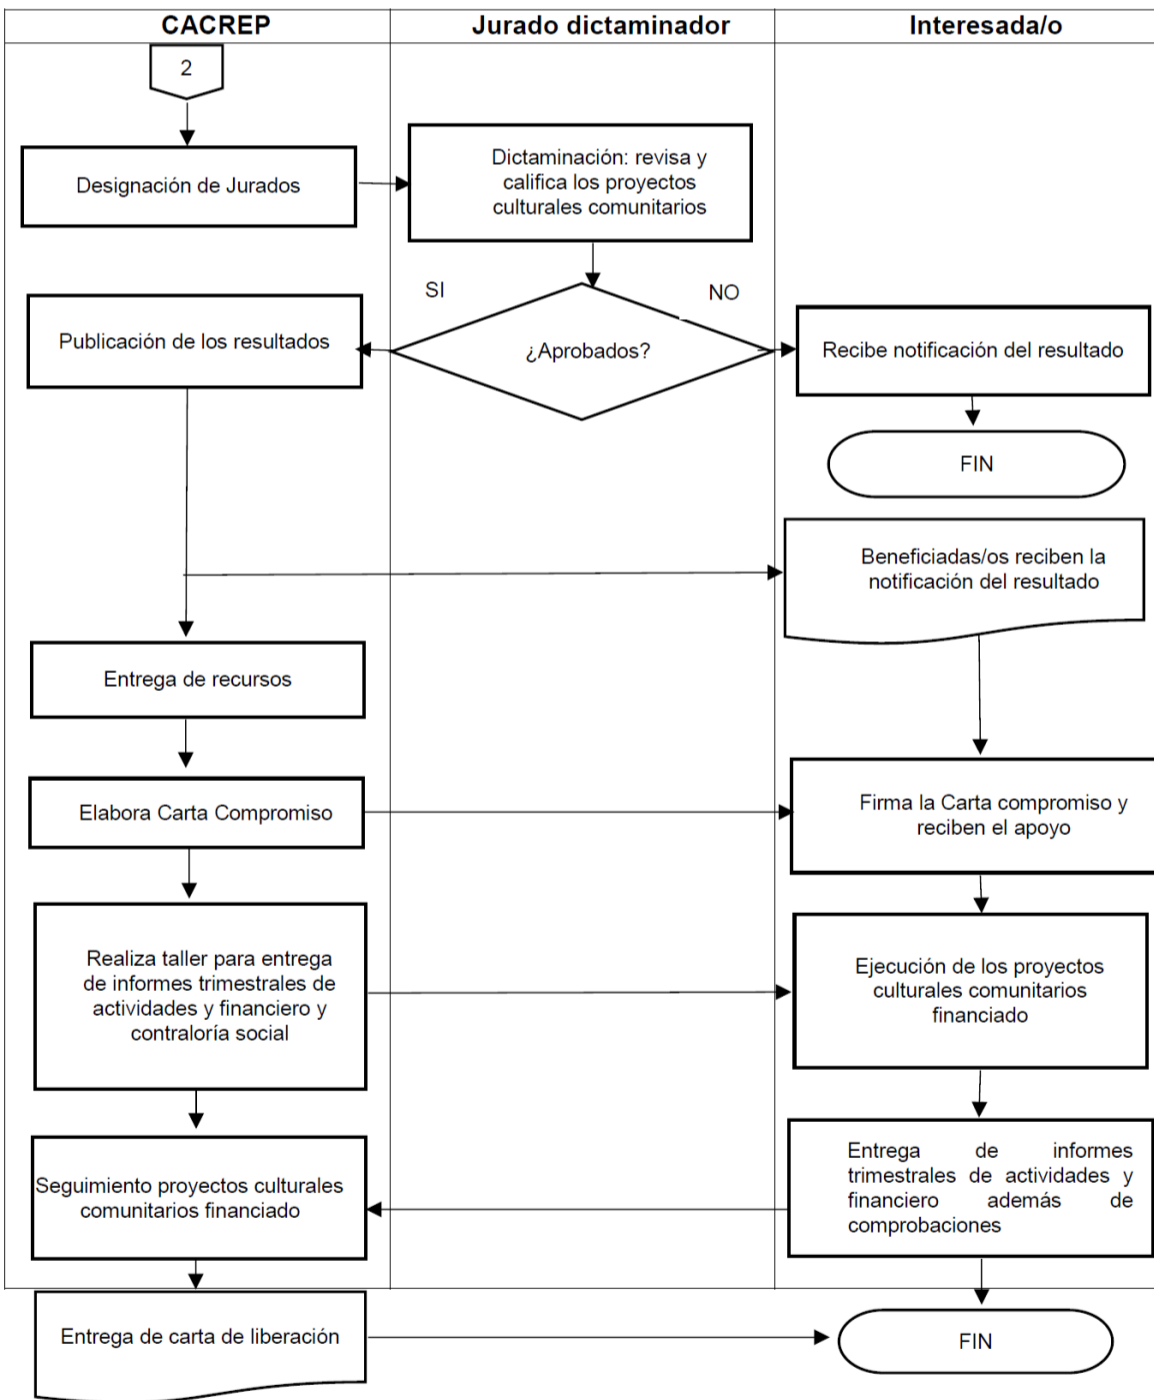 CACREP
Jurado dictaminador
Interesada/o
2
Designación de Jurados
Dictaminación: revisa y
califica los proyectos
culturales comunitarios
SI
NO
Publicación de los resultados
¿Aprobados?
Recibe notificación del resultado
FIN
Beneficiadas/os reciben la
notificación del resultado
Entrega de recursos
Elabora Carta Compromiso
Firma la Carta compromiso y
reciben el apoyo
Realiza taller para entrega
de informes trimestrales de
actividades y financiero y
contraloría social
Ejecución de los proyectos
culturales comunitarios
financiado
Seguimiento proyectos culturales
comunitarios financiado
Entrega de informes
trimestrales de actividades y
financiero además de
comprobaciones
Entrega de carta de liberación
FIN